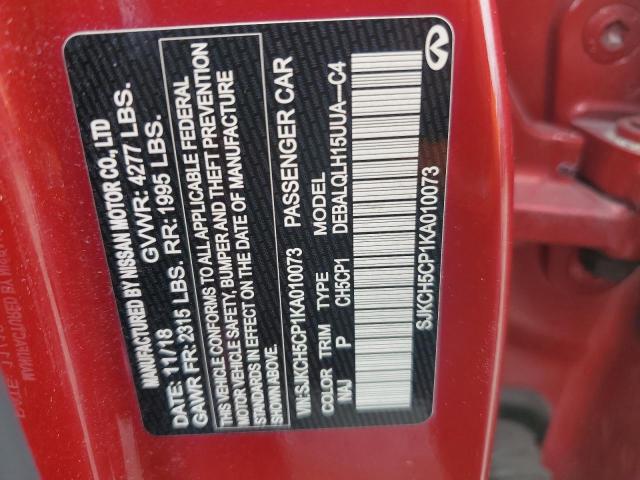 MANUFACTURED BY NISSAN MOTOR CO., LTD
DATE: 11/18 GVWR: 4277 LBS.
GAWR FR: 2315 LBS. RR: 1995 LBS.
THIS VEHICLE CONFORMS TO ALL APPLICABLE FEDERAL
MOTOR VEHICLE SAFETY, BUMPER AND THEFT PREVENTION
STANDARDS IN EFFECT ON THE DATE OF MANUFACTURE
SHOWN ABOVE.
VIN: SJKCH5CP1KA010073 PASSENGER CAR
COLOR TRIM TYPE MODEL
NAJ P CH5CP1 DEBALQLH15UUA--C4
SJKCH5CP1KA010073